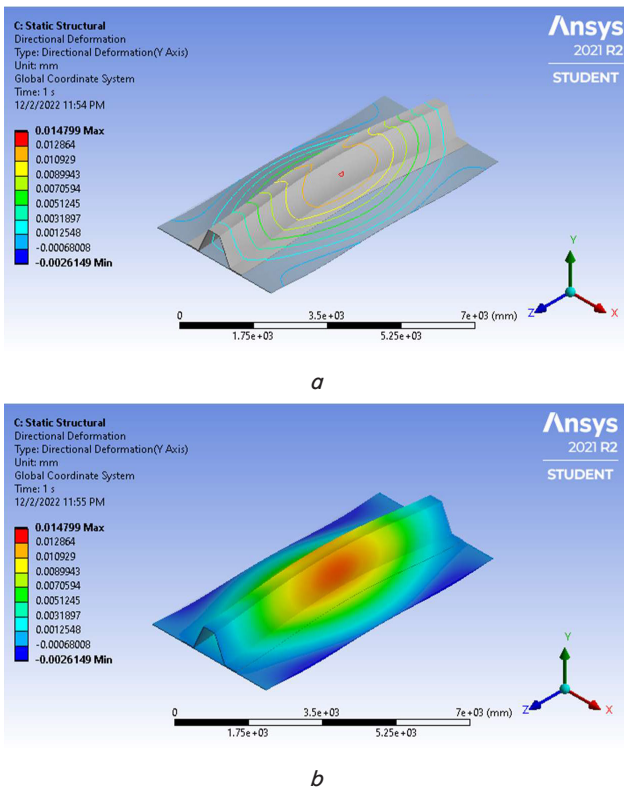 C: Static Structural
Directional Deformation
Type: Directional Deformation(Y Axis)
Unit: mm
Global Coordinate System
Time: 1 s
12/2/2022 11:54 PM
0.014799 Max
0.012864
0.010929
0.0089943
0.0070594
0.0051245
0.0031897
0.0012548
-0.00068008
-0.0026149 Min
Ansys
2021 R2
STUDENT
Y
Z
X
0 3.5e+03 7e+03 (mm)
1.75e+03 5.25e+03
a
C: Static Structural
Directional Deformation
Type: Directional Deformation(Y Axis)
Unit: mm
Global Coordinate System
Time: 1 s
12/2/2022 11:55 PM
0.014799 Max
0.012864
0.010929
0.0089943
0.0070594
0.0051245
0.0031897
0.0012548
-0.00068008
-0.0026149 Min
Ansys
2021 R2
STUDENT
Y
Z
X
0 3.5e+03 7e+03 (mm)
1.75e+03 5.25e+03
b